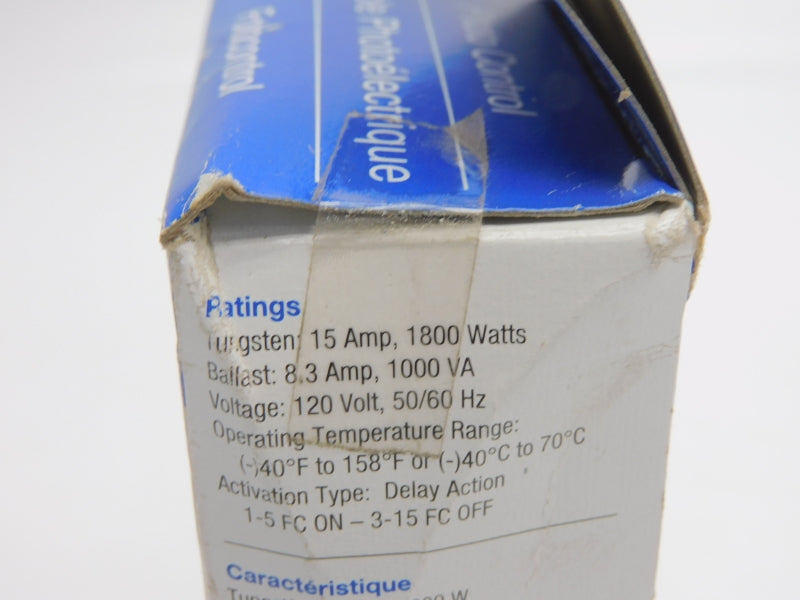 Control
Photoélectrique
Fotocontrol
Ratings
Tungsten: 15 Amp, 1800 Watts
Ballast: 8.3 Amp, 1000 VA
Voltage: 120 Volt, 50/60 Hz
Operating Temperature Range:
(-)40°F to 158°F or (-)40°C to 70°C
Activation Type: Delay Action
1-5 FC ON – 3-15 FC OFF
Caractéristique